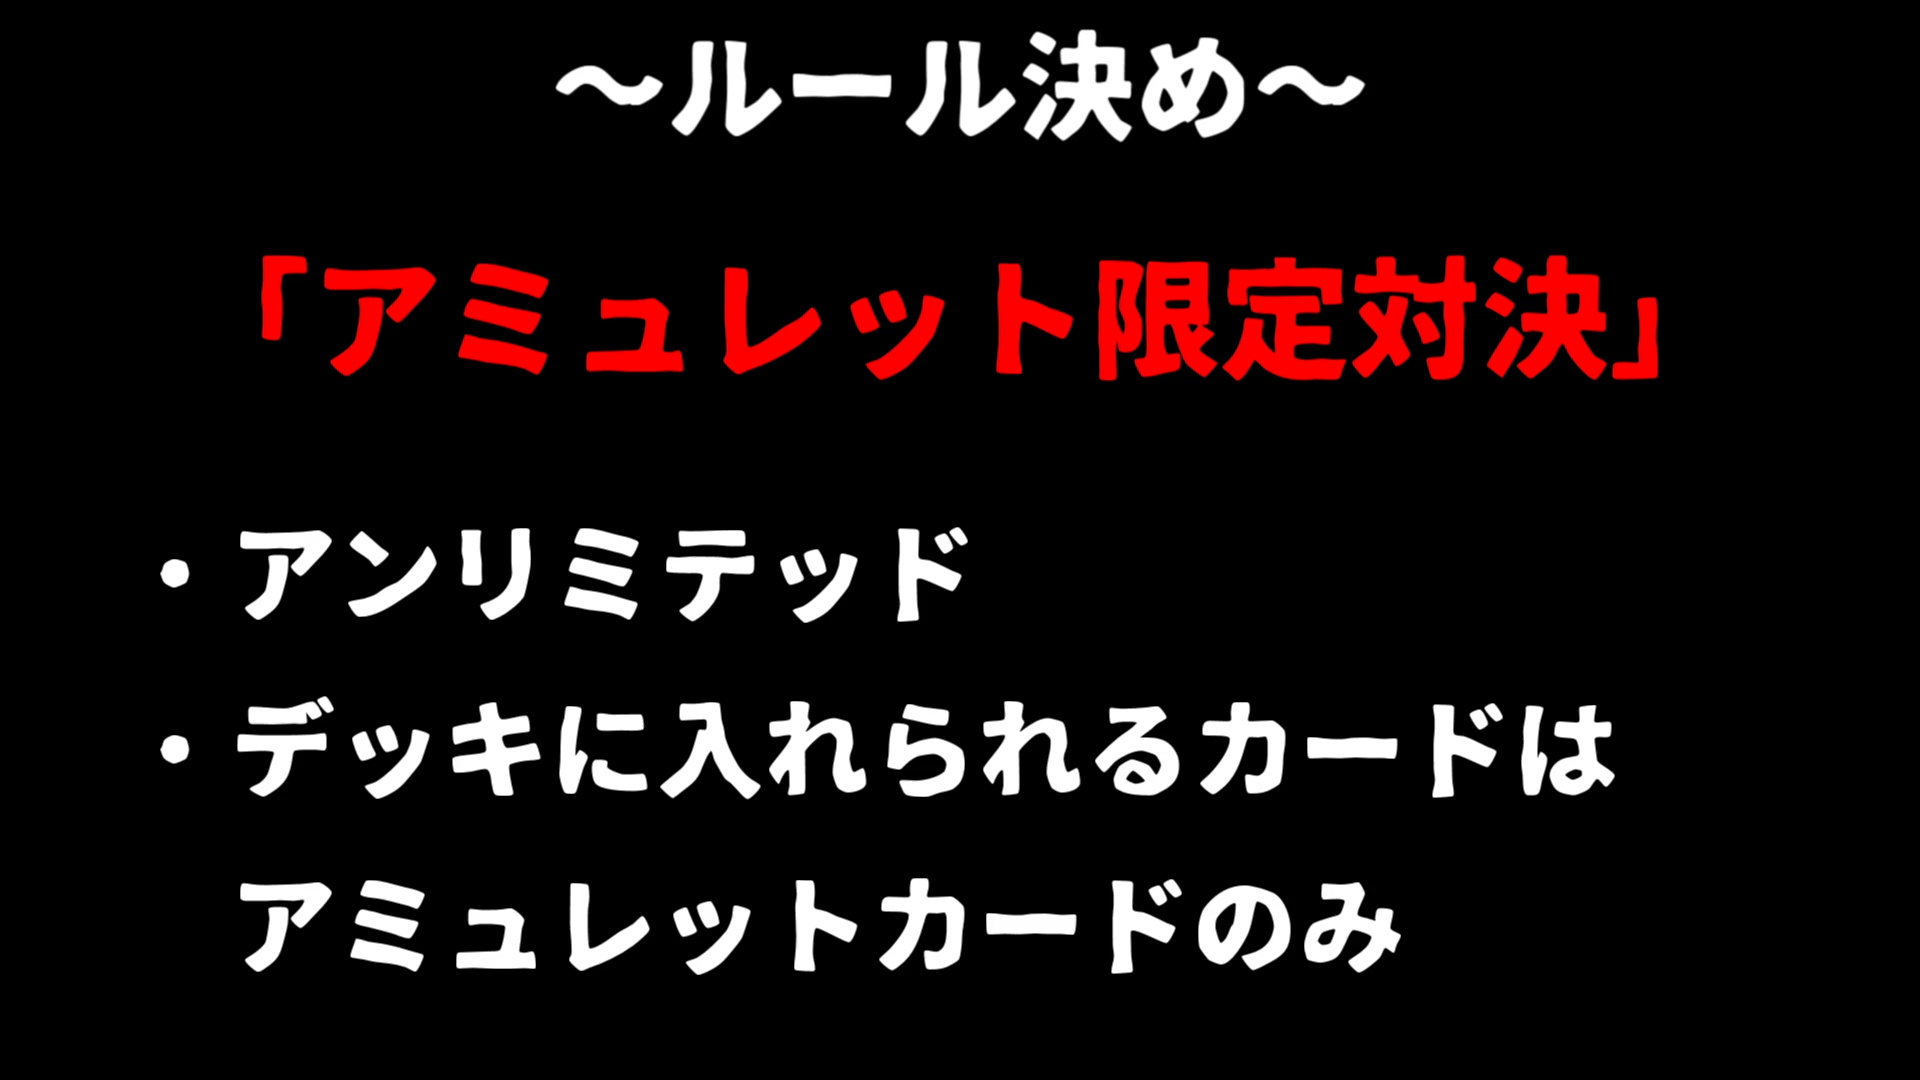 ～ルール決め～
「アミュレット限定対決」
・アンリミテッド
・デッキに入れられるカードは
アミュレットカードのみ